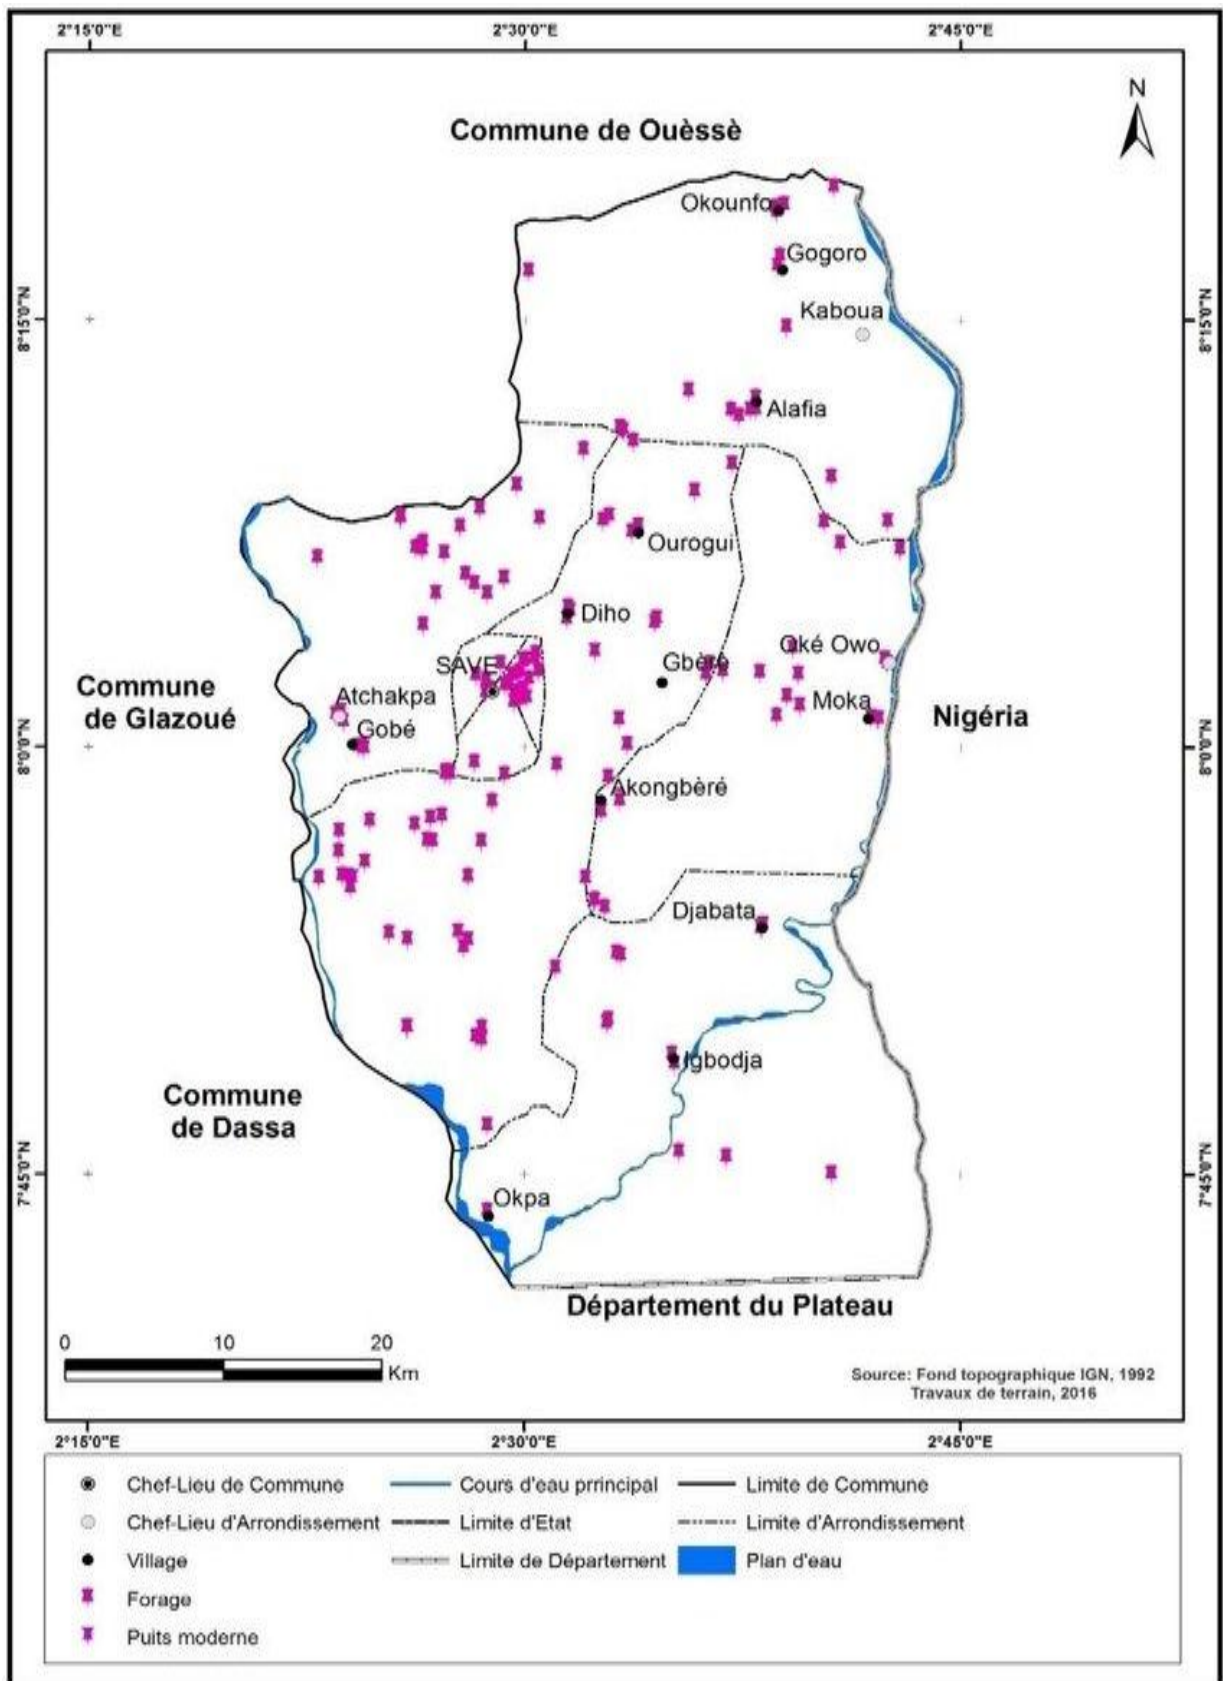 2°15'0"E 2°30'0"E 2°45'0"E
N
Commune de Ouèssè
Okounfo
Gogoro
Kaboua
8°15'0"N 8°15'0"N
Alafia
Ourogui
Diho
SAVE
Gbèrè
Oké Owo
Commune
de Glazoué
Atchakpa
Gobé
Moka
Nigéria
8°0'0"N 8°0'0"N
Akongbèré
Djabata
Igbodja
Commune
de Dassa
7°45'0"N 7°45'0"N
Okpa
Département du Plateau
0 10 20
Km
Source: Fond topographique IGN, 1992
Travaux de terrain, 2016
2°15'0"E 2°30'0"E 2°45'0"E
Chef-Lieu de Commune Cours d'eau prrincipal Limite de Commune
Chef-Lieu d'Arrondissement Limite d'Etat Limite d'Arrondissement
Village Limite de Département Plan d'eau
Forage
Puits moderne